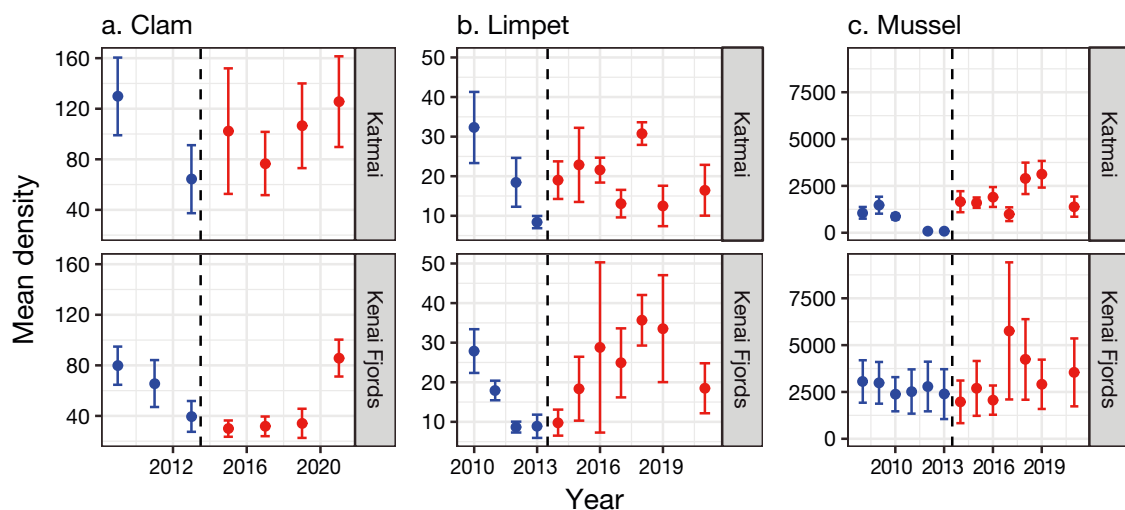 a. Clam
b. Limpet
c. Mussel
Mean density
160
120
80
40
Katmai
50
40
30
20
10
Katmai
7500
5000
2500
0
Katmai
160
120
80
40
Kenai Fjords
50
40
30
20
10
Kenai Fjords
7500
5000
2500
0
Kenai Fjords
2012 2016 2020
2010 2013 2016 2019
2010 2013 2016 2019
Year